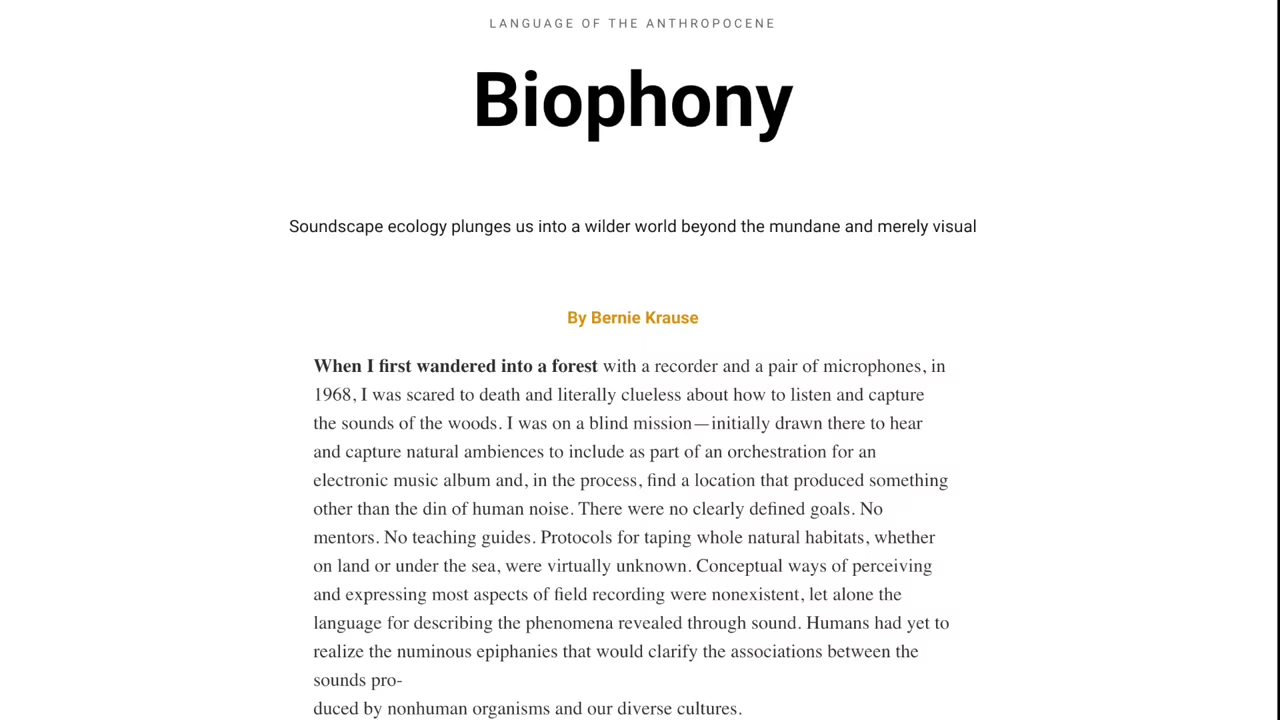 LANGUAGE OF THE ANTHROPOCENE
Biophony
Soundscape ecology plunges us into a wilder world beyond the mundane and merely visual
By Bernie Krause
When I first wandered into a forest with a recorder and a pair of microphones, in
1968, I was scared to death and literally clueless about how to listen and capture
the sounds of the woods. I was on a blind mission—initially drawn there to hear
and capture natural ambiences to include as part of an orchestration for an
electronic music album and, in the process, find a location that produced something
other than the din of human noise. There were no clearly defined goals. No
mentors. No teaching guides. Protocols for taping whole natural habitats, whether
on land or under the sea, were virtually unknown. Conceptual ways of perceiving
and expressing most aspects of field recording were nonexistent, let alone the
language for describing the phenomena revealed through sound. Humans had yet to
realize the numinous epiphanies that would clarify the associations between the
sounds pro-
duced by nonhuman organisms and our diverse cultures.